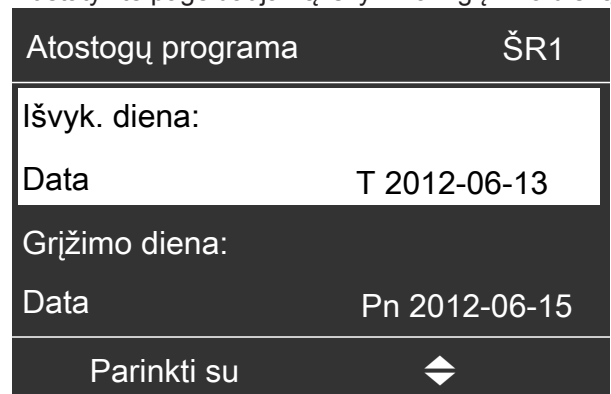 Atostogų programa ŠR1
Išvyk. diena:
Data T 2012-06-13
Grįžimo diena:
Data Pn 2012-06-15
Parinkti su